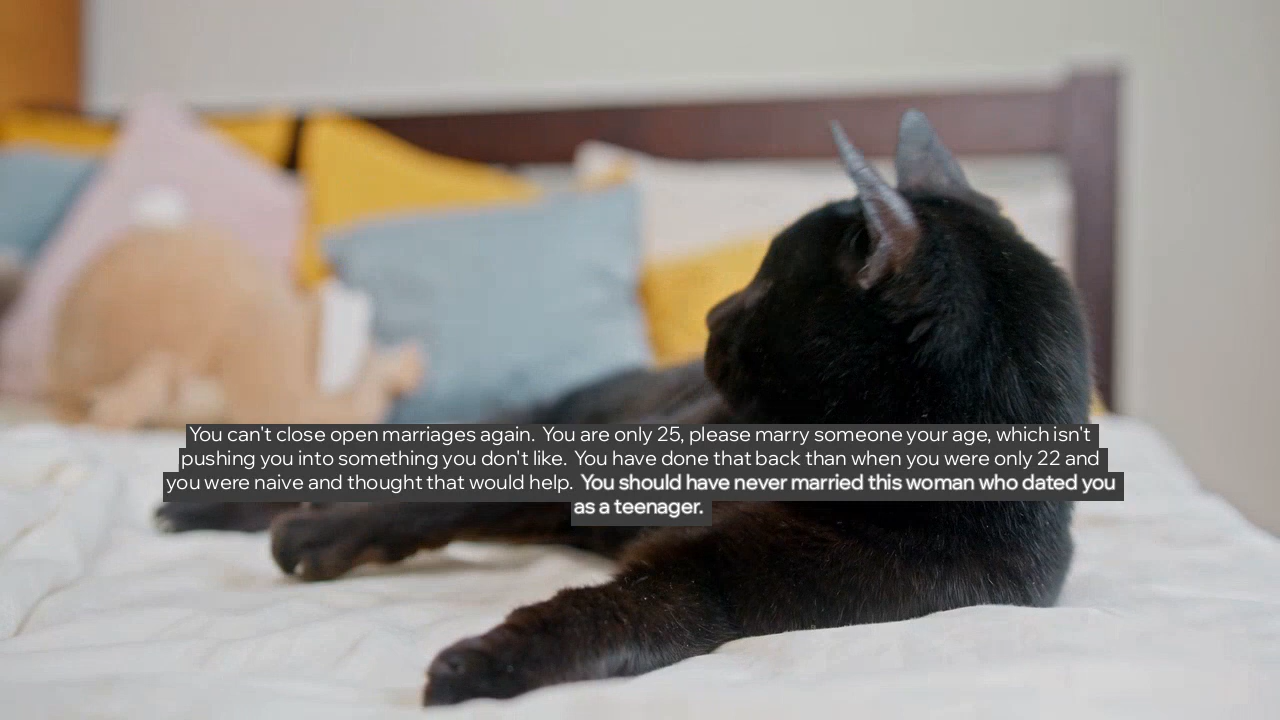 You can't close open marriages again. You are only 25, please marry someone your age, which isn't
pushing you into something you don't like. You have done that back than when you were only 22 and
you were naive and thought that would help. You should have never married this woman who dated you
as a teenager.